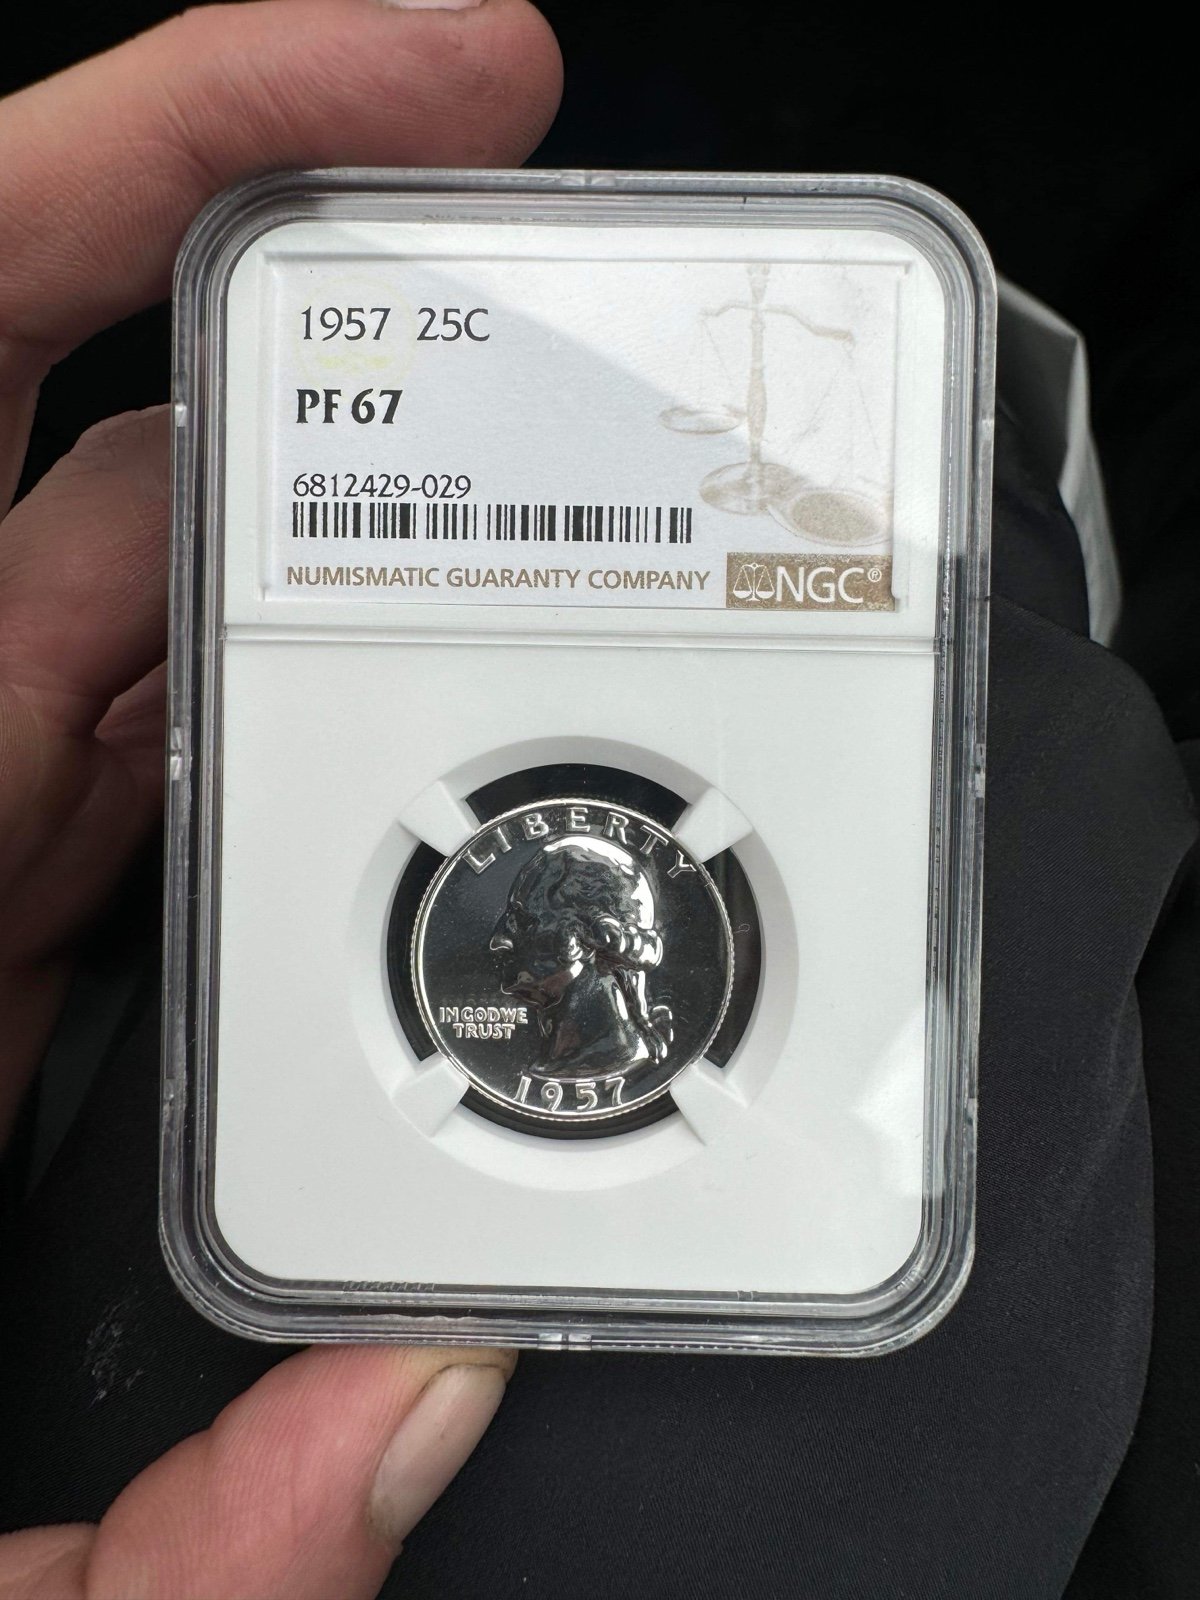 1957 25C
PF 67
6812429-029
NUMISMATIC GUARANTY COMPANY NGC®
LIBERTY
IN GOD WE
TRUST
1957